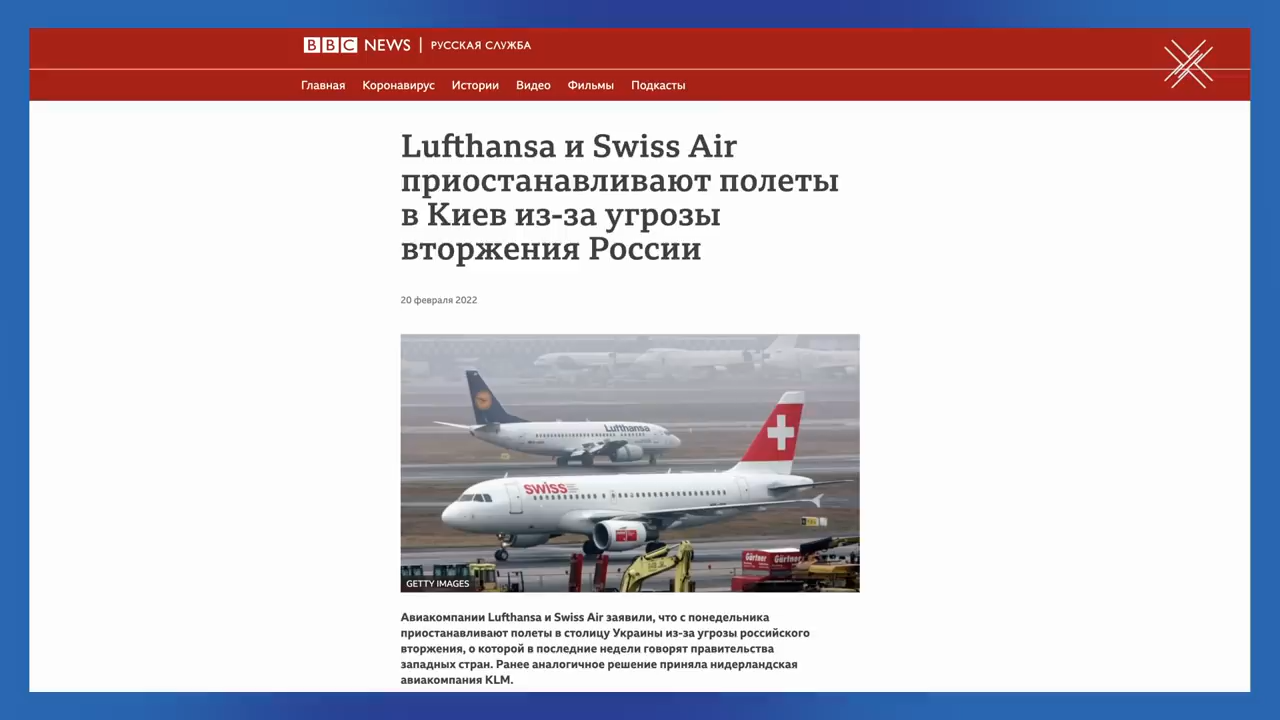 BBC NEWS | РУССКАЯ СЛУЖБА
Главная Коронавирус Истории Видео Фильмы Подкасты
Lufthansa и Swiss Air
приостанавливают полеты
в Киев из-за угрозы
вторжения России
20 февраля 2022
Lufthansa
swiss
Gärtner
Gärtner
GETTY IMAGES
Авиакомпании Lufthansa и Swiss Air заявили, что с понедельника
приостанавливают полеты в столицу Украины из-за угрозы российского
вторжения, о которой в последние недели говорят правительства
западных стран. Ранее аналогичное решение приняла нидерландская
авиакомпания KLM.